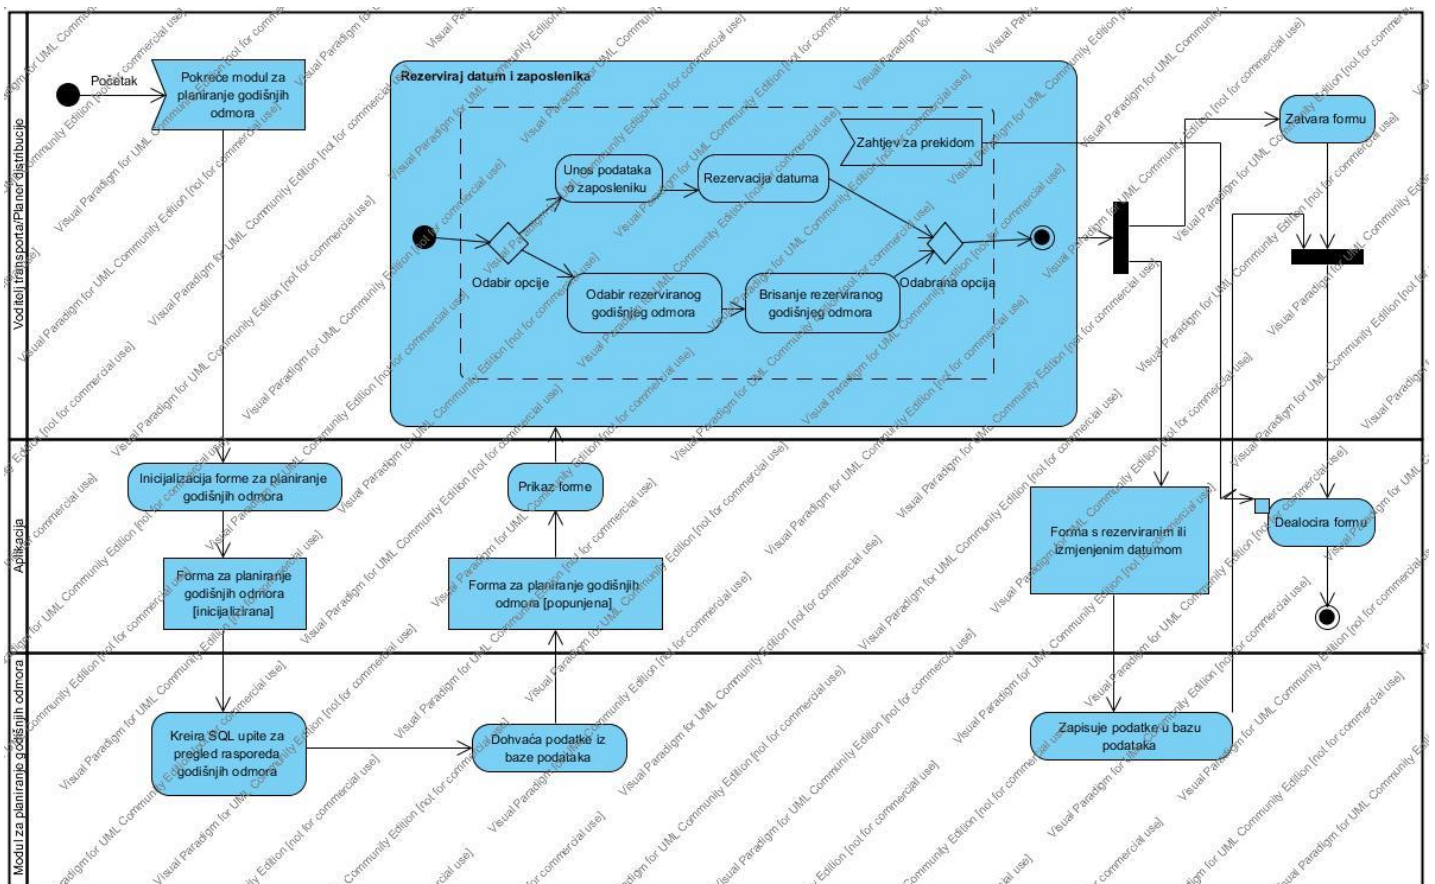 Voditelj transporta/Planer distribucije
Početak
Pokreće modul za
planiranje godišnjih
odmora
Rezerviraj datum i zaposlenika
Zahtjev za prekidom
Unos podataka
o zaposleniku
Rezervacija datuma
Odabir opcije
Odabir rezerviranog
godišnjeg odmora
Brisanje rezerviranog
godišnjeg odmora
Odabrana opcija
Zatvara formu
Aplikacija
Inicijalizacija forme za planiranje
godišnjih odmora
Forma za planiranje
godišnjih odmora
[inicijalizirana]
Prikaz forme
Forma za planiranje godišnjih
odmora [popunjena]
Forma s rezerviranim ili
izmjenjenim datumom
Dealocira formu
Modul za planiranje godišnjih odmora
Kreira SQL upite za
pregled rasporeda
godišnjih odmora
Dohvaća podatke iz
baze podataka
Zapisuje podatke u bazu
podataka
Visual Paradigm for UML Community Edition [not for commercial use]